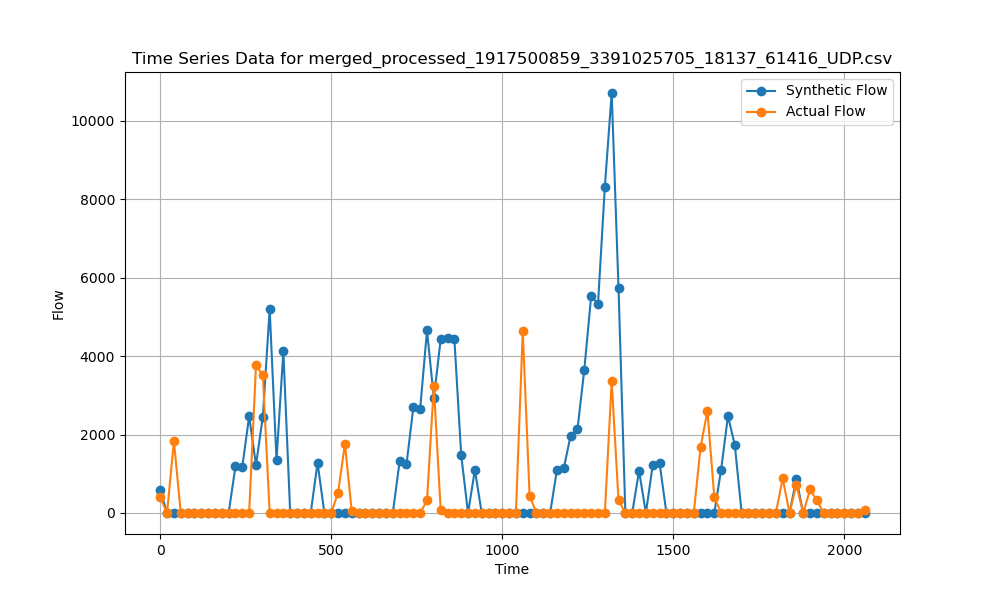 Time Series Data for merged_processed_1917500859_3391025705_18137_61416_UDP.csv
Synthetic Flow
Actual Flow
10000
8000
6000
4000
2000
0
Flow
0 500 1000 1500 2000
Time